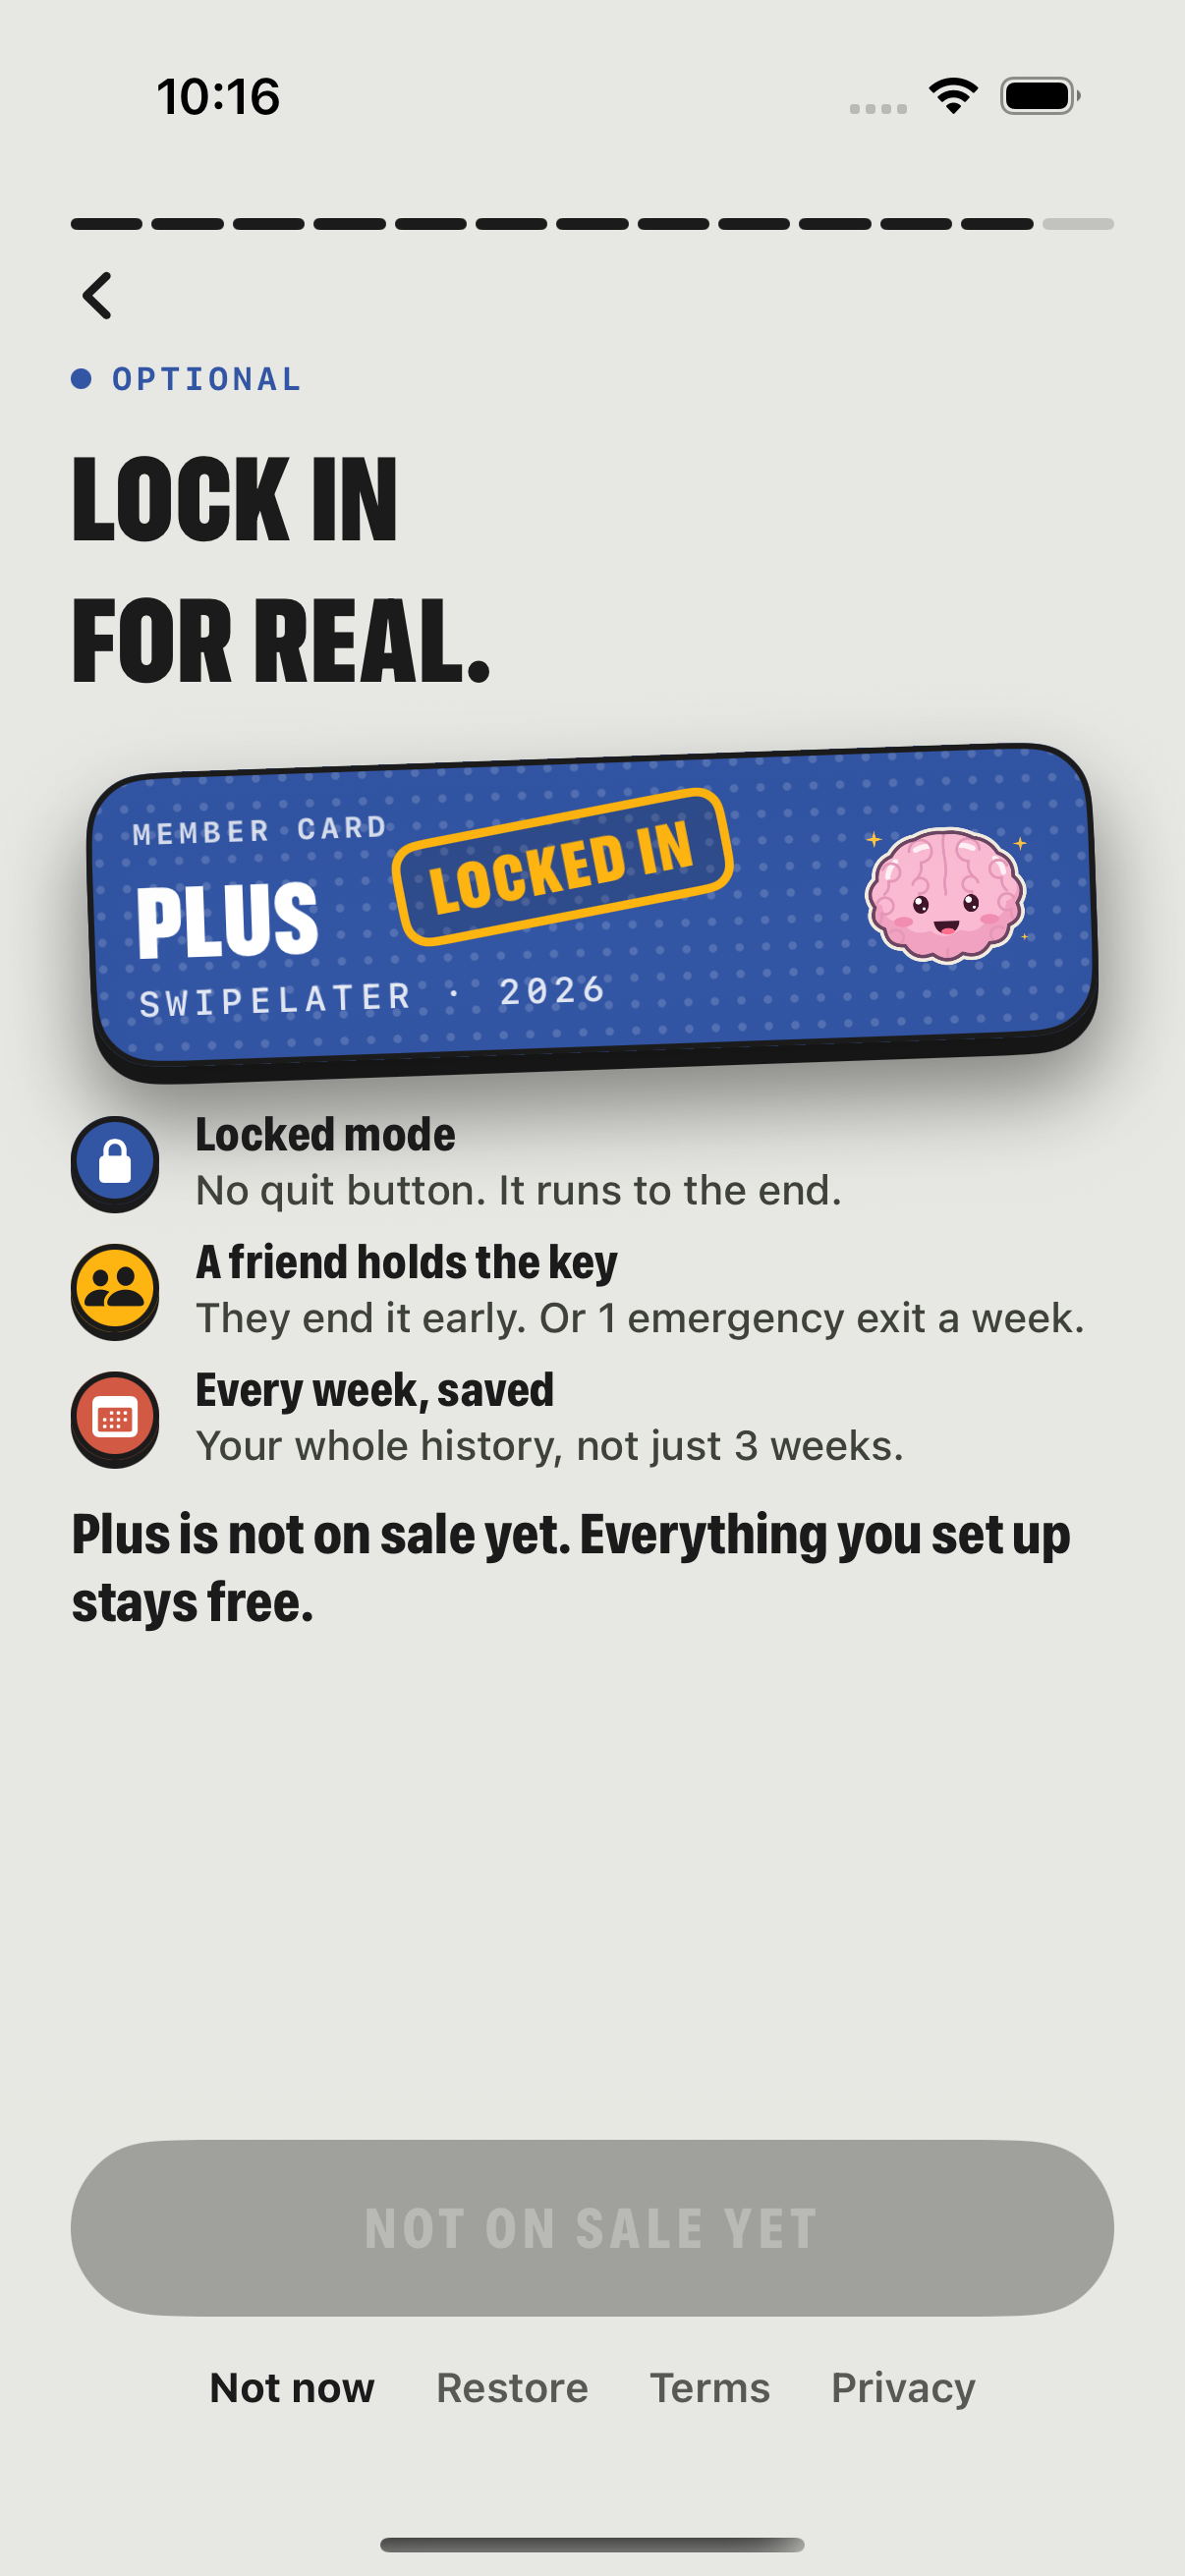 10:16
OPTIONAL
LOCK IN
FOR REAL.
MEMBER CARD
LOCKED IN
PLUS
SWIPELATER · 2026
Locked mode
No quit button. It runs to the end.
A friend holds the key
They end it early. Or 1 emergency exit a week.
Every week, saved
Your whole history, not just 3 weeks.
Plus is not on sale yet. Everything you set up
stays free.
NOT ON SALE YET
Not now Restore Terms Privacy